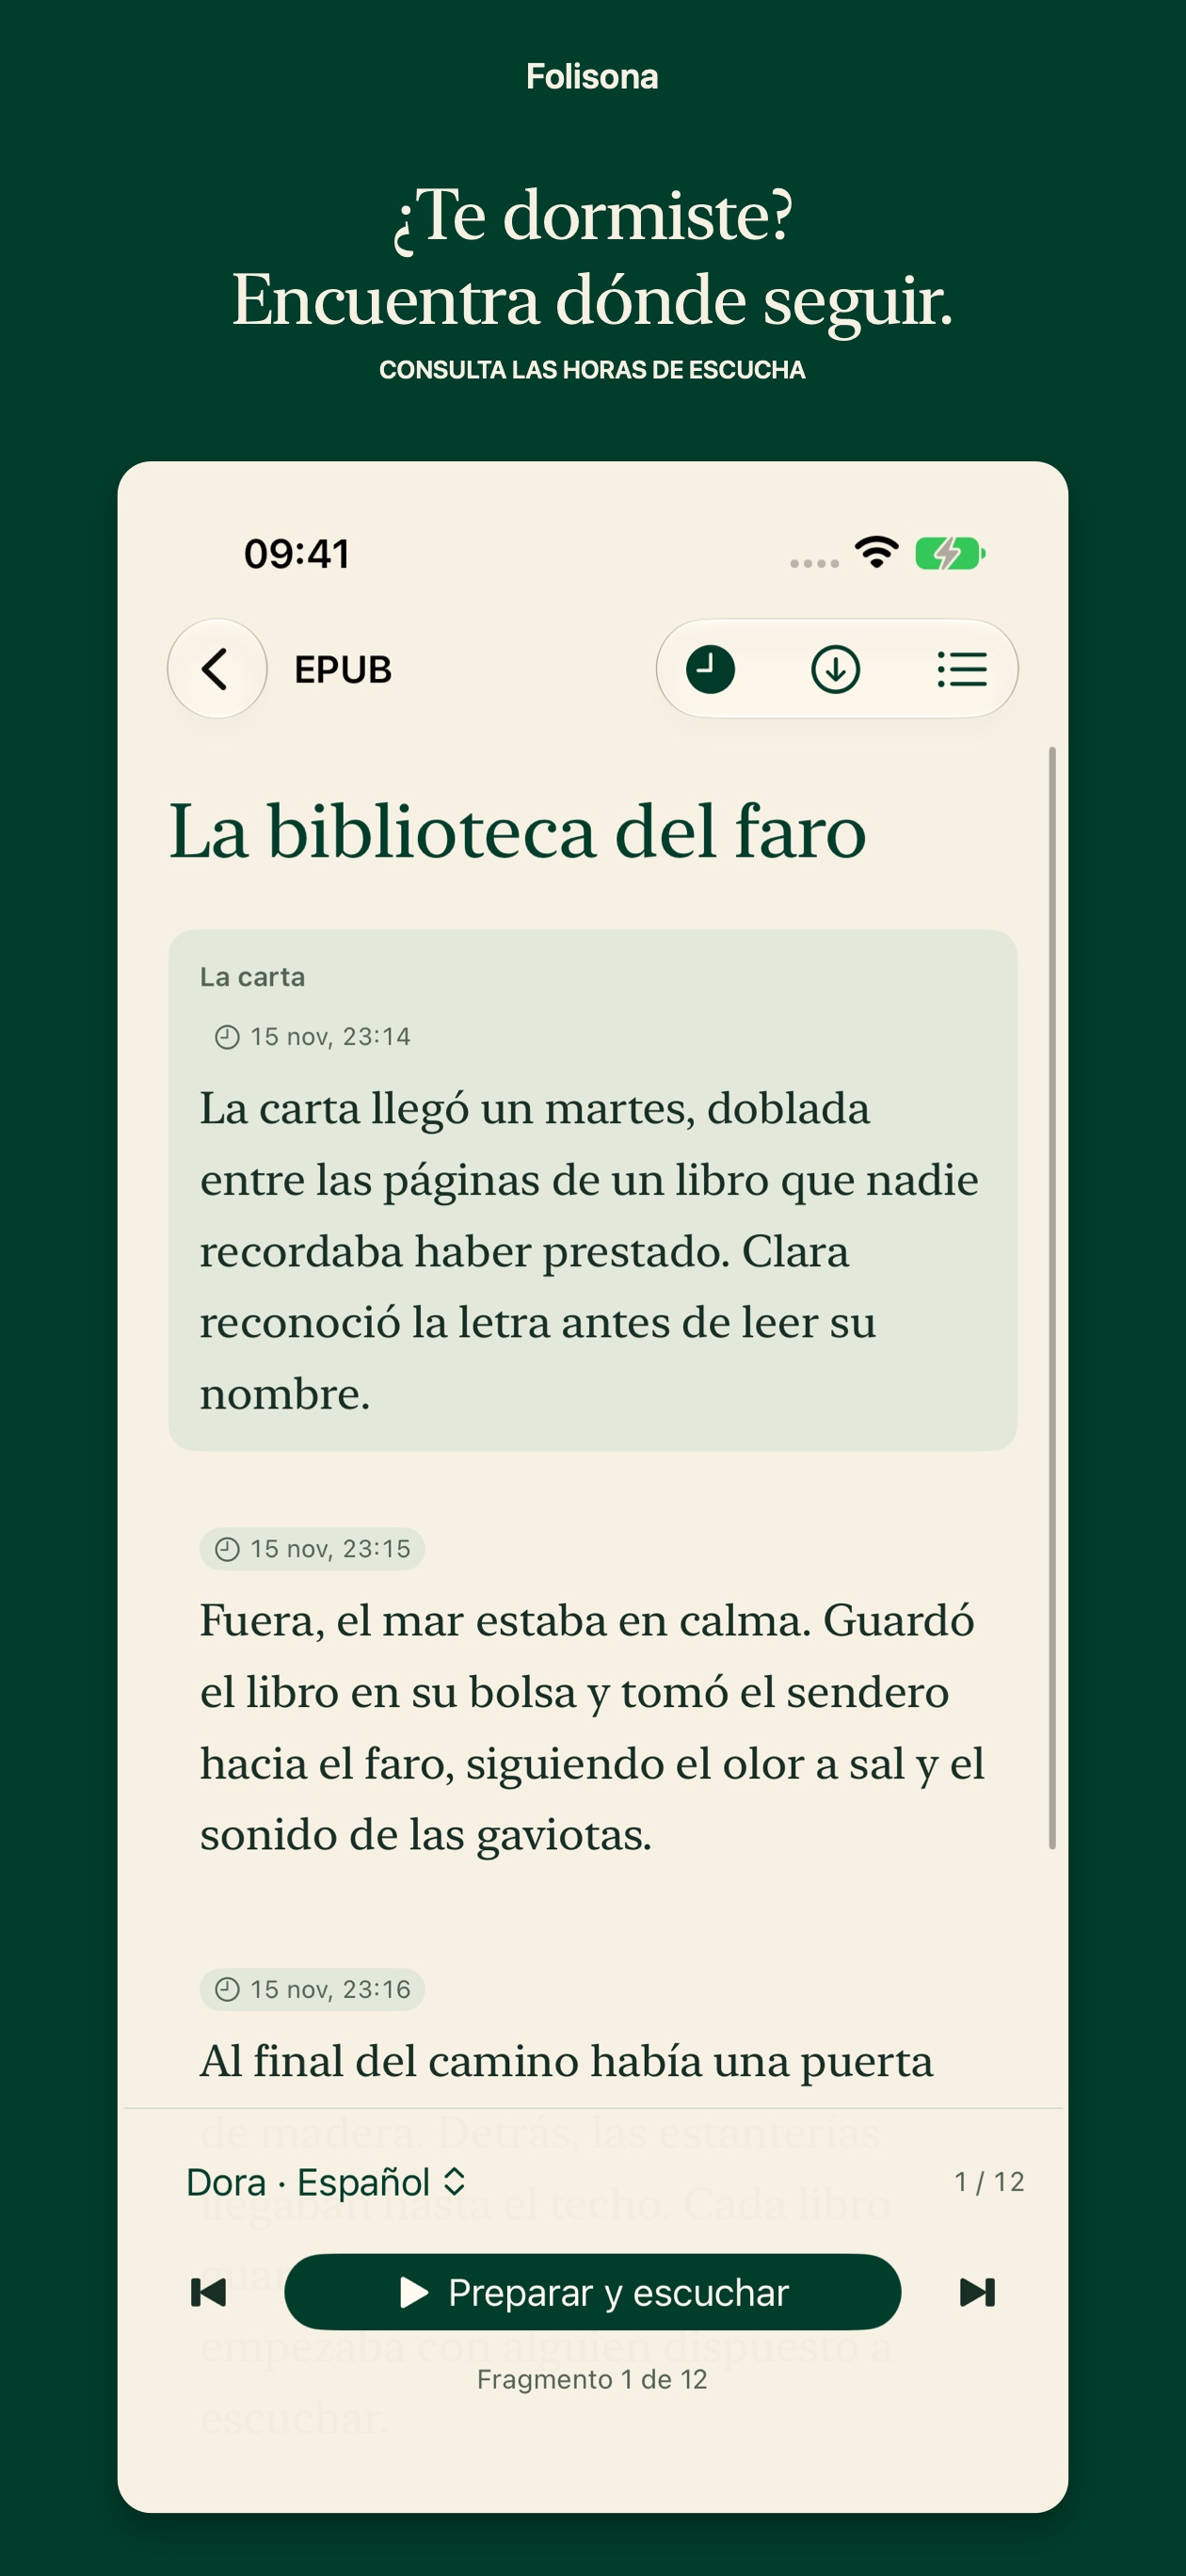 Folisona
¿Te dormiste?
Encuentra dónde seguir.
CONSULTA LAS HORAS DE ESCUCHA
09:41
EPUB
La biblioteca del faro
La carta
15 nov, 23:14
La carta llegó un martes, doblada
entre las páginas de un libro que nadie
recordaba haber prestado. Clara
reconoció la letra antes de leer su
nombre.
15 nov, 23:15
Fuera, el mar estaba en calma. Guardó
el libro en su bolsa y tomó el sendero
hacia el faro, siguiendo el olor a sal y el
sonido de las gaviotas.
15 nov, 23:16
Al final del camino había una puerta
de madera. Detrás, las estanterías
Dora · Español
1 / 12
llegaban hasta el techo. Cada libro
Preparar y escuchar
empezaba con alguien dispuesto a
Fragmento 1 de 12
escuchar.